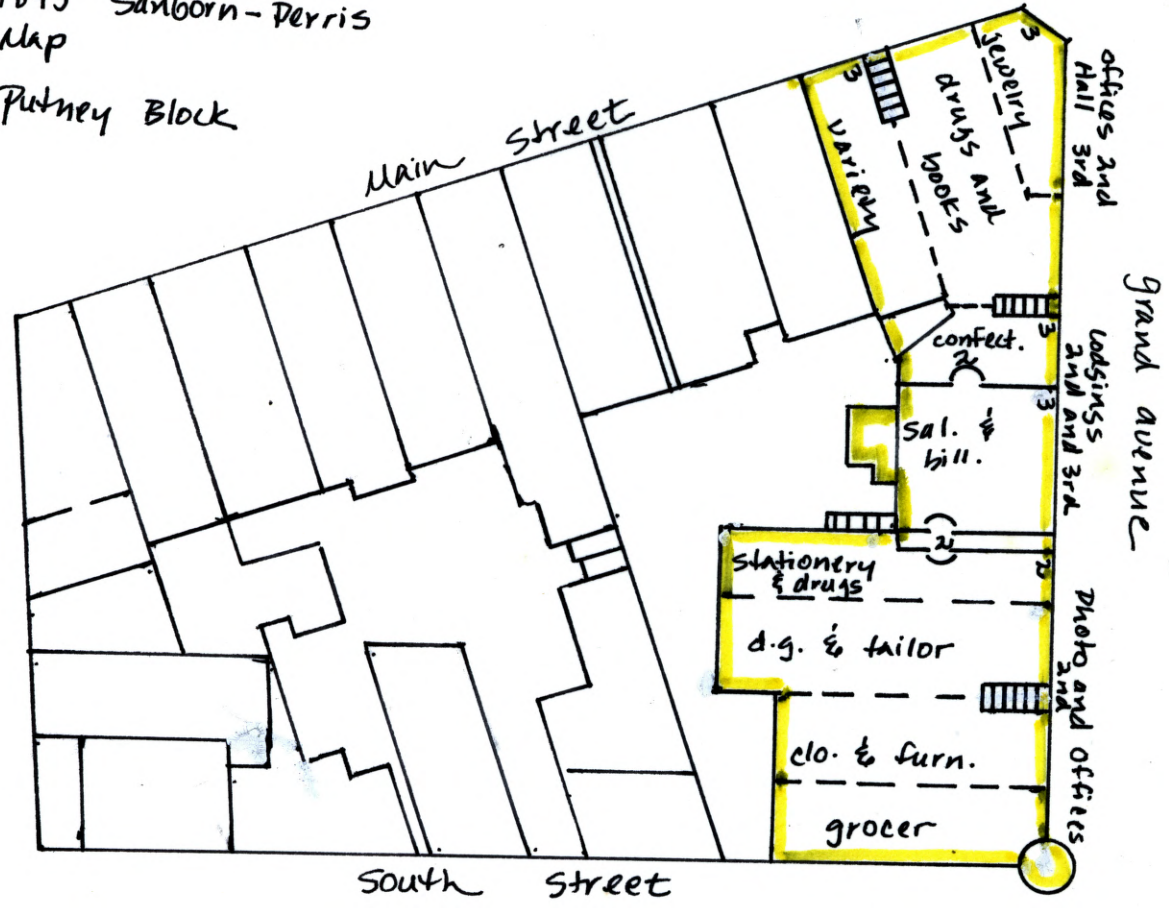 Sanborn-Perris
Map
Putney Block
Main Street
variety
3
drugs and
books
jewelry
3
offices 2nd
Hall 3rd
grand avenue
3
confect.
2
3
lodgings
2nd and 3rd
sal. &
bill.
2
2
stationery
& drugs
d.g. & tailor
Photo and offices
2nd
clo. & furn.
grocer
South Street